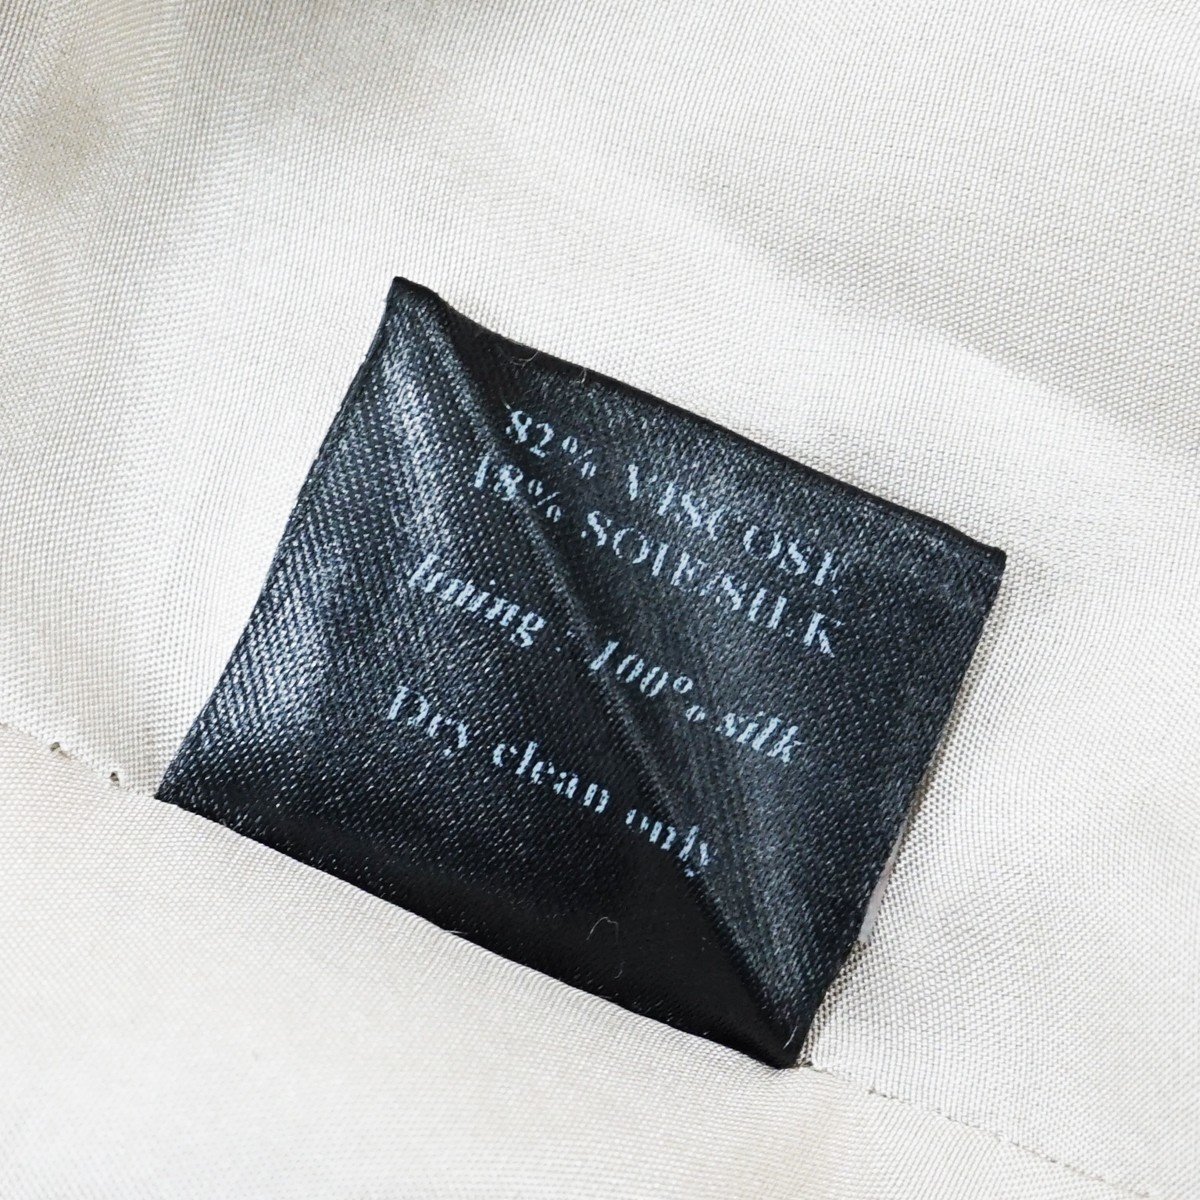 82% VISCOSE
18% SOIE/SILK
lining : 100% silk
Dry clean only